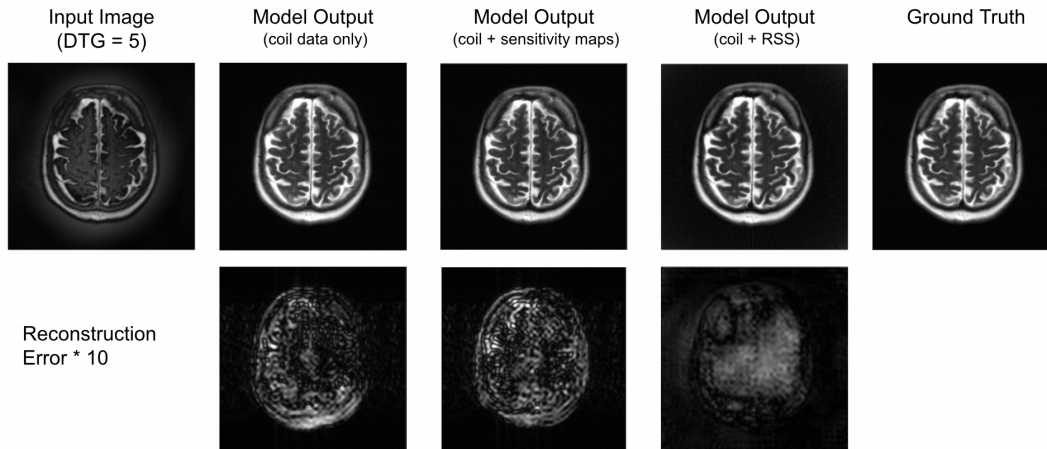 Input Image
(DTG = 5)
Model Output
(coil data only)
Model Output
(coil + sensitivity maps)
Model Output
(coil + RSS)
Ground Truth
Reconstruction
Error * 10